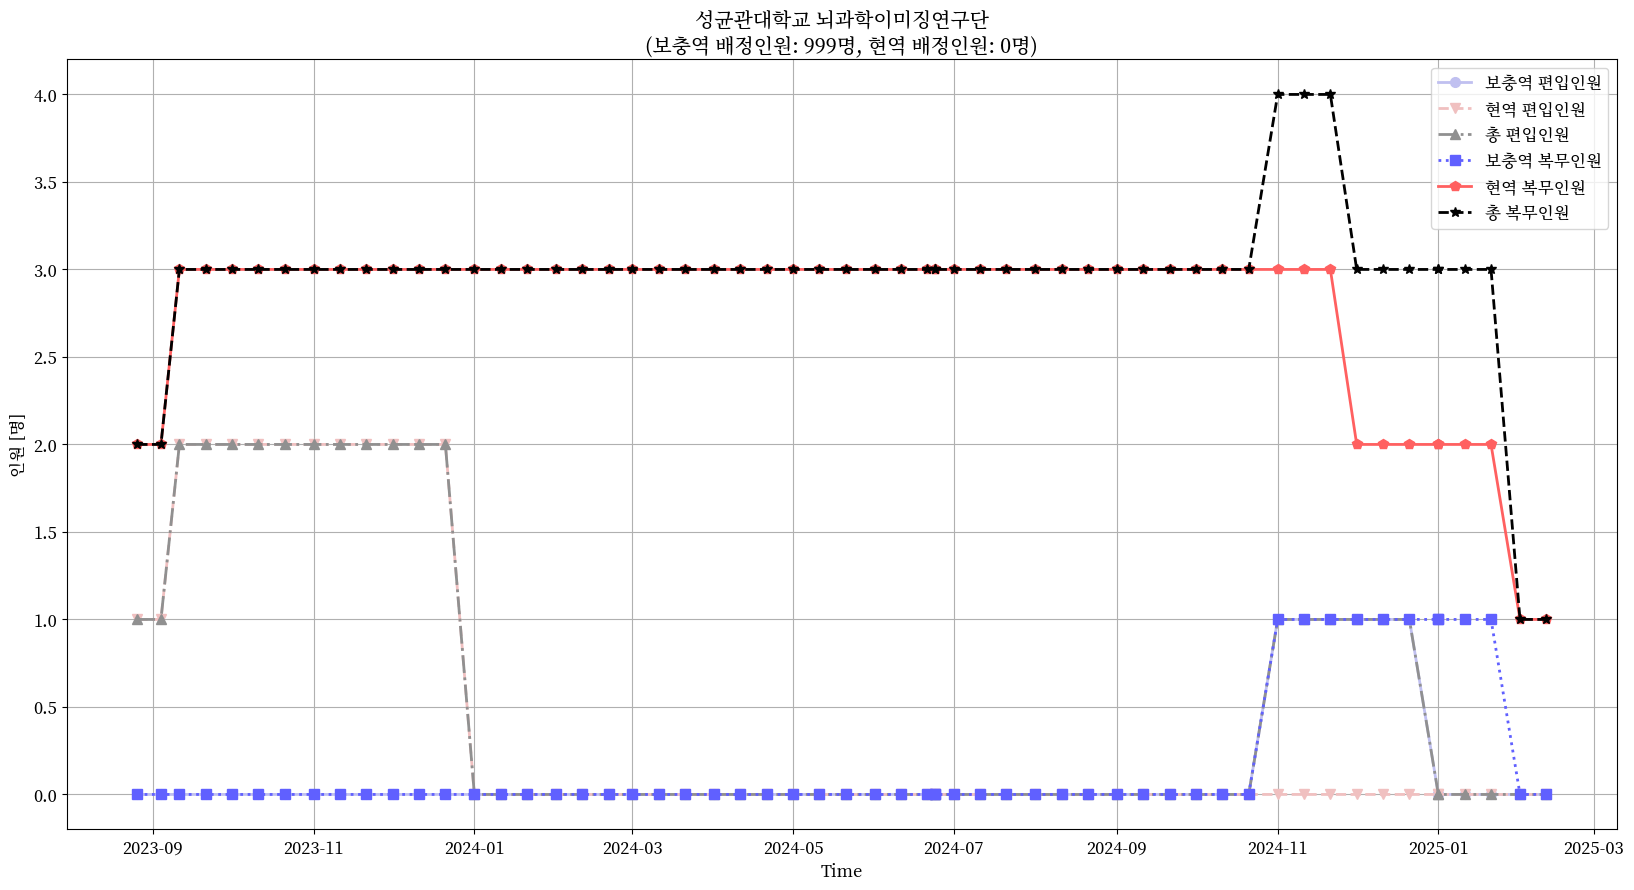 성균관대학교 뇌과학이미징연구단
(보충역 배정인원: 999명, 현역 배정인원: 0명)
보충역 편입인원
현역 편입인원
총 편입인원
보충역 복무인원
현역 복무인원
총 복무인원
4.0
3.5
3.0
2.5
2.0
1.5
1.0
0.5
0.0
인원 [명]
2023-09 2023-11 2024-01 2024-03 2024-05 2024-07 2024-09 2024-11 2025-01 2025-03
Time